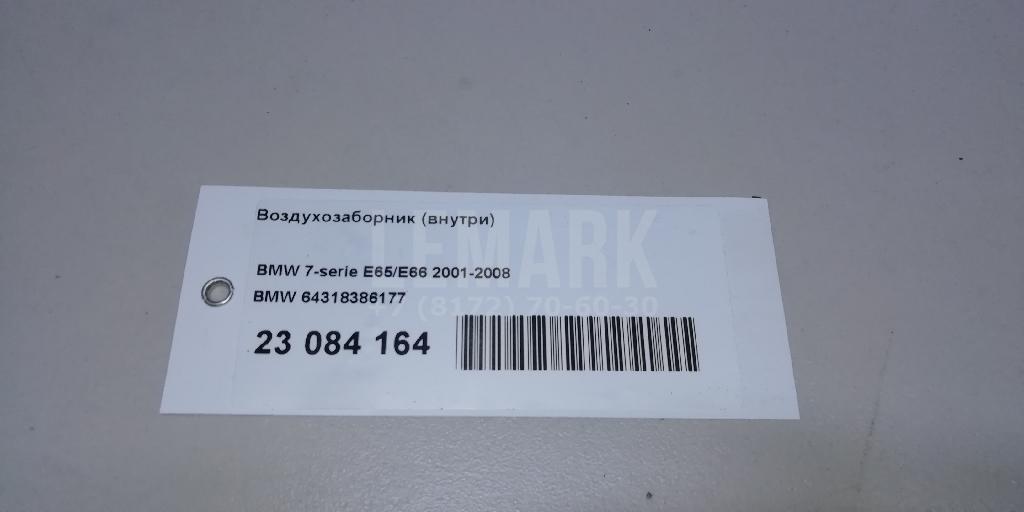 Воздухозаборник (внутри)
LEMARK
BMW 7-serie E65/E66 2001-2008
BMW 64318386177
+7 (8172) 70-60-30
23 084 164